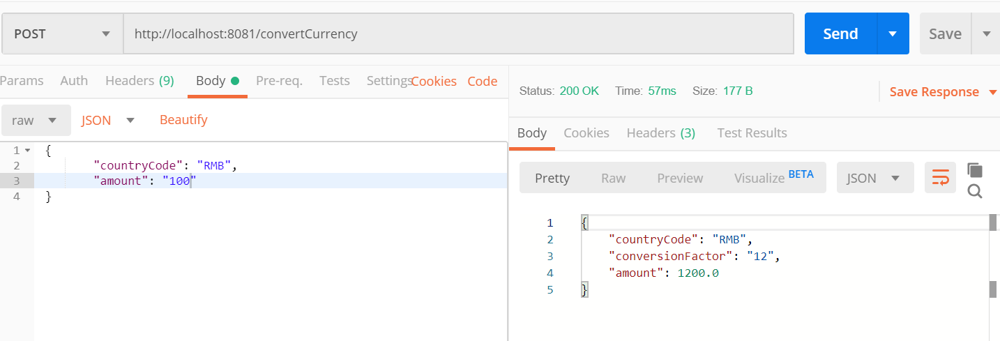 POST http://localhost:8081/convertCurrency Send Save
Params Auth Headers (9) Body Pre-req. Tests Settings Cookies Code
raw JSON Beautify
1 {
2 "countryCode": "RMB",
3 "amount": "100"
4 }
Status: 200 OK Time: 57ms Size: 177 B Save Response
Body Cookies Headers (3) Test Results
Pretty Raw Preview Visualize BETA JSON
1 {
2 "countryCode": "RMB",
3 "conversionFactor": "12",
4 "amount": 1200.0
5 }